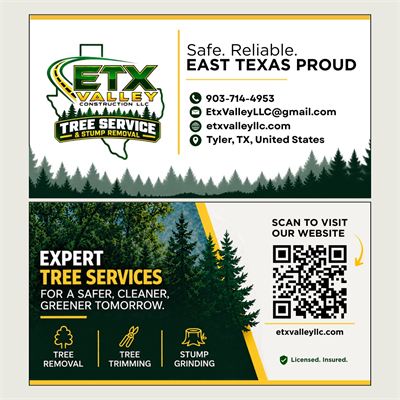 ETX
VALLEY
CONSTRUCTION LLC
TREE SERVICE
& STUMP REMOVAL
Safe. Reliable.
EAST TEXAS PROUD
903-714-4953
EtxValleyLLC@gmail.com
etxvalleyllc.com
Tyler, TX, United States
EXPERT
TREE SERVICES
FOR A SAFER, CLEANER,
GREENER TOMORROW.
TREE
REMOVAL
TREE
TRIMMING
STUMP
GRINDING
SCAN TO VISIT
OUR WEBSITE
etxvalleyllc.com
Licensed. Insured.